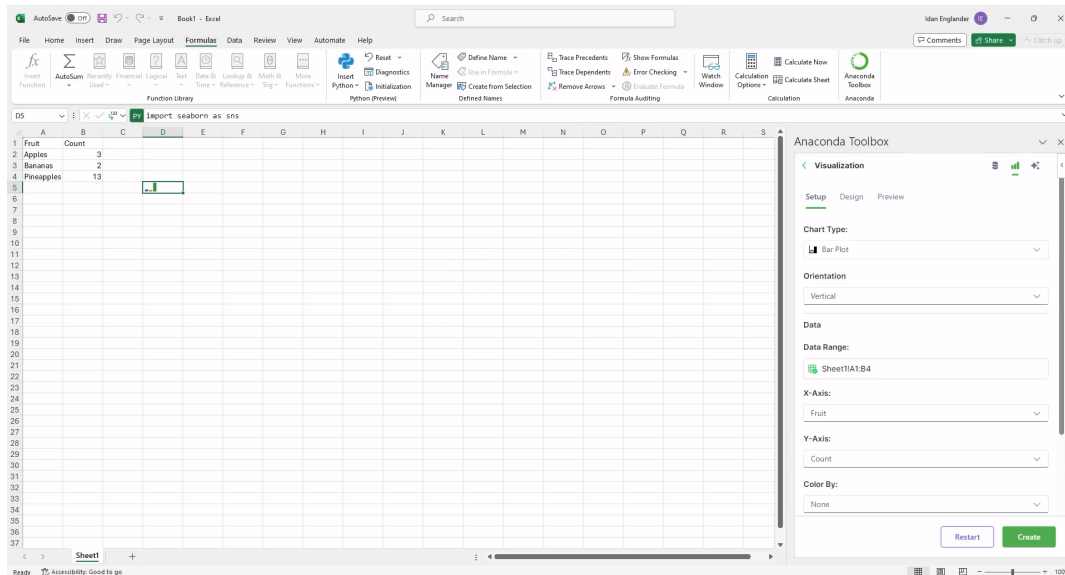 AutoSave Off Book1 - Excel Search Idan Englander IE
File Home Insert Draw Page Layout Formulas Data Review View Automate Help Comments Share Catch up
fx Insert Function
AutoSum
Recently Used
Financial
Logical
Text
Date & Time
Lookup & Reference
Math & Trig
More Functions
Function Library
Insert Python
Reset
Diagnostics
Initialization
Python (Preview)
Name Manager
Define Name
Use in Formula
Create from Selection
Defined Names
Trace Precedents
Trace Dependents
Remove Arrows
Show Formulas
Error Checking
Evaluate Formula
Formula Auditing
Watch Window
Calculation Options
Calculate Now
Calculate Sheet
Calculation
Anaconda Toolbox
Anaconda
D5 PY import seaborn as sns
A B C D E F G H I J K L M N O P Q R S
1 Fruit Count
2 Apples 3
3 Bananas 2
4 Pineapples 13
5
6
7
8
9
10
11
12
13
14
15
16
17
18
19
20
21
22
23
24
25
26
27
28
29
30
31
32
33
34
35
36
37
Anaconda Toolbox
Visualization
Setup Design Preview
Chart Type:
Bar Plot
Orientation
Vertical
Data
Data Range:
Sheet1!A1:B4
X-Axis:
Fruit
Y-Axis:
Count
Color By:
None
Restart Create
Sheet1
Ready Accessibility: Good to go